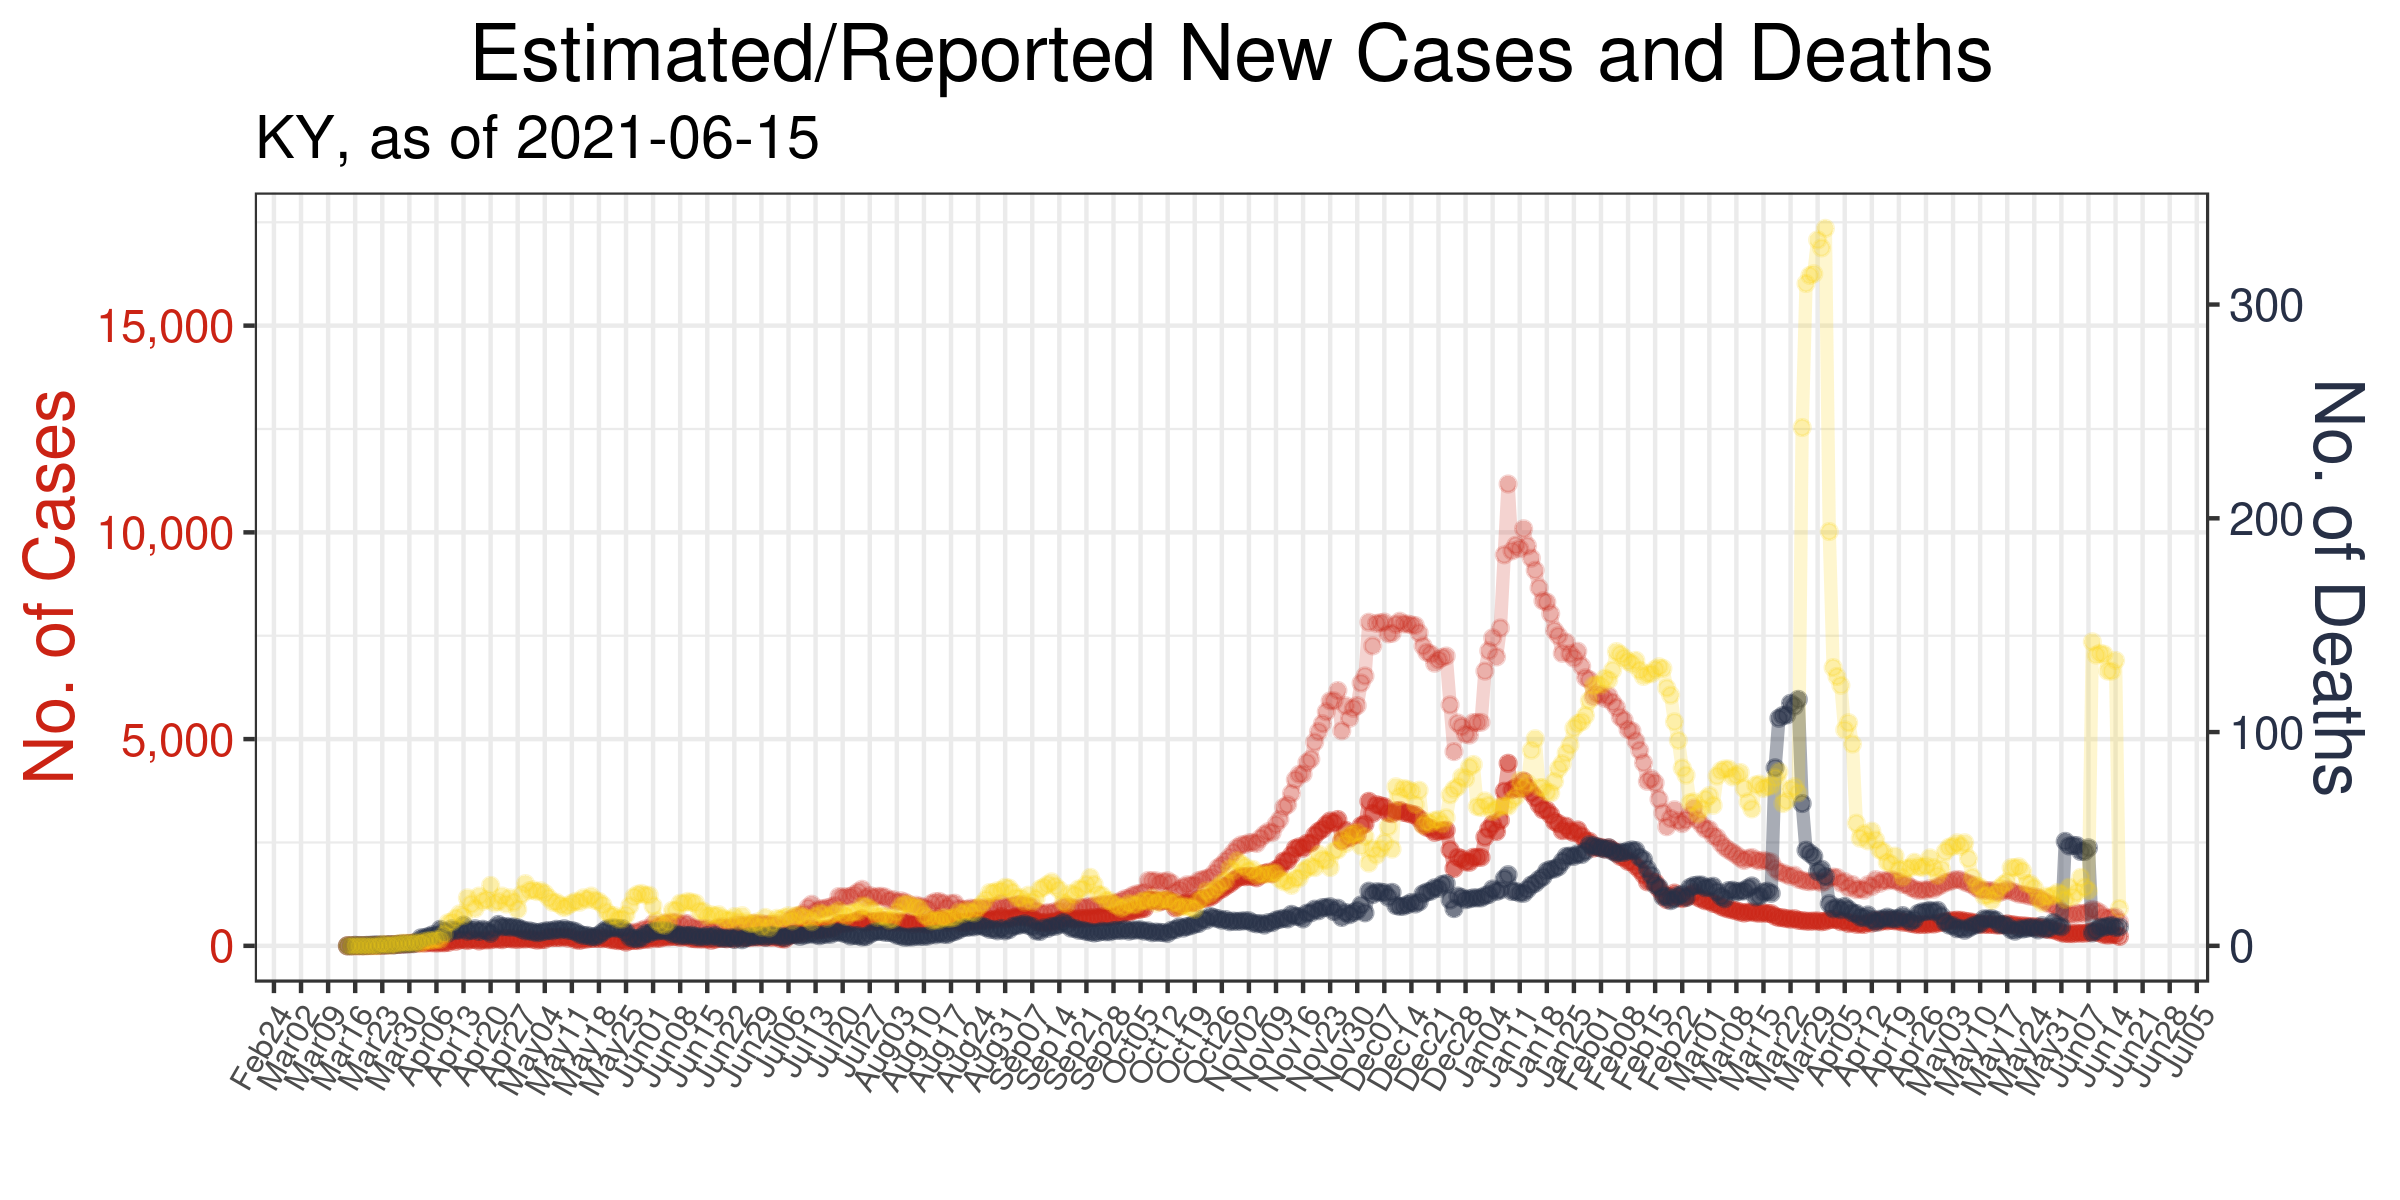 Estimated/Reported New Cases and Deaths
KY, as of 2021-06-15
No. of Cases
15,000
10,000
5,000
0
300
200
100
0
No. of Deaths
Feb24
Mar02
Mar09
Mar16
Mar23
Mar30
Apr06
Apr13
Apr20
Apr27
May04
May11
May18
May25
Jun01
Jun08
Jun15
Jun22
Jun29
Jul06
Jul13
Jul20
Jul27
Aug03
Aug10
Aug17
Aug24
Aug31
Sep07
Sep14
Sep21
Sep28
Oct05
Oct12
Oct19
Oct26
Nov02
Nov09
Nov16
Nov23
Nov30
Dec07
Dec14
Dec21
Dec28
Jan04
Jan11
Jan18
Jan25
Feb01
Feb08
Feb15
Feb22
Mar01
Mar08
Mar15
Mar22
Mar29
Apr05
Apr12
Apr19
Apr26
May03
May10
May17
May24
May31
Jun07
Jun14
Jun21
Jun28
Jul05